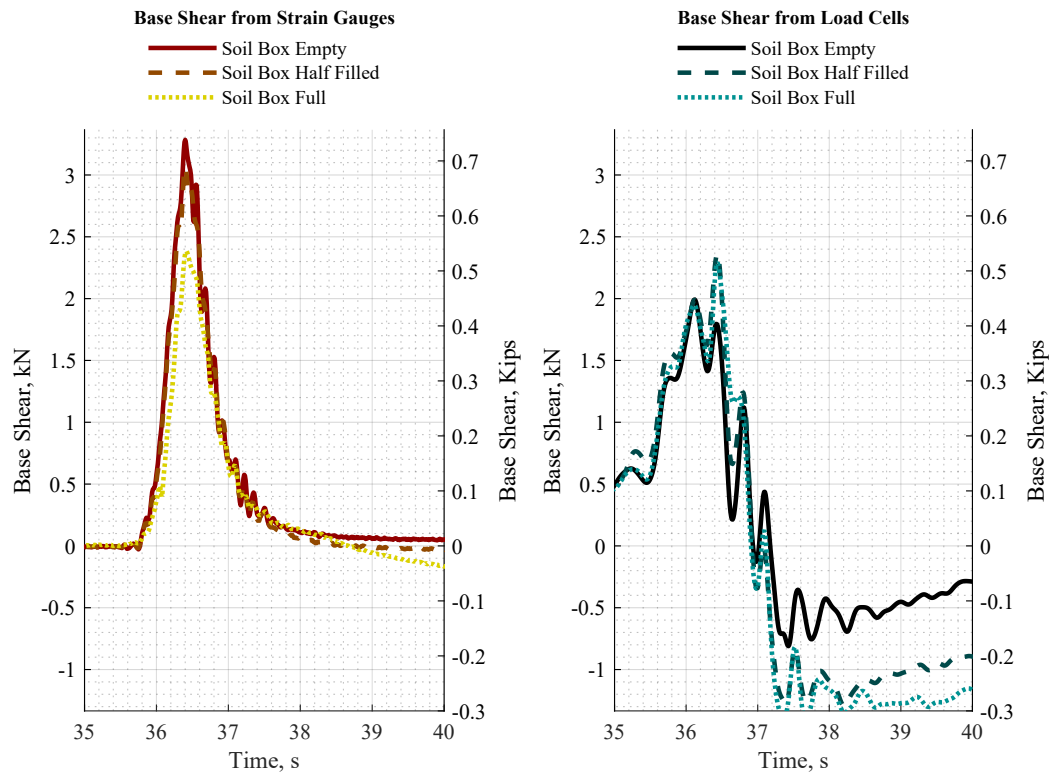 Base Shear from Strain Gauges
Soil Box Empty
Soil Box Half Filled
Soil Box Full
3
2.5
2
1.5
1
0.5
0
-0.5
-1
Base Shear, kN
0.7
0.6
0.5
0.4
0.3
0.2
0.1
0
-0.1
-0.2
-0.3
Base Shear, Kips
35 36 37 38 39 40
Time, s
Base Shear from Load Cells
Soil Box Empty
Soil Box Half Filled
Soil Box Full
3
2.5
2
1.5
1
0.5
0
-0.5
-1
Base Shear, kN
0.7
0.6
0.5
0.4
0.3
0.2
0.1
0
-0.1
-0.2
-0.3
Base Shear, Kips
35 36 37 38 39 40
Time, s